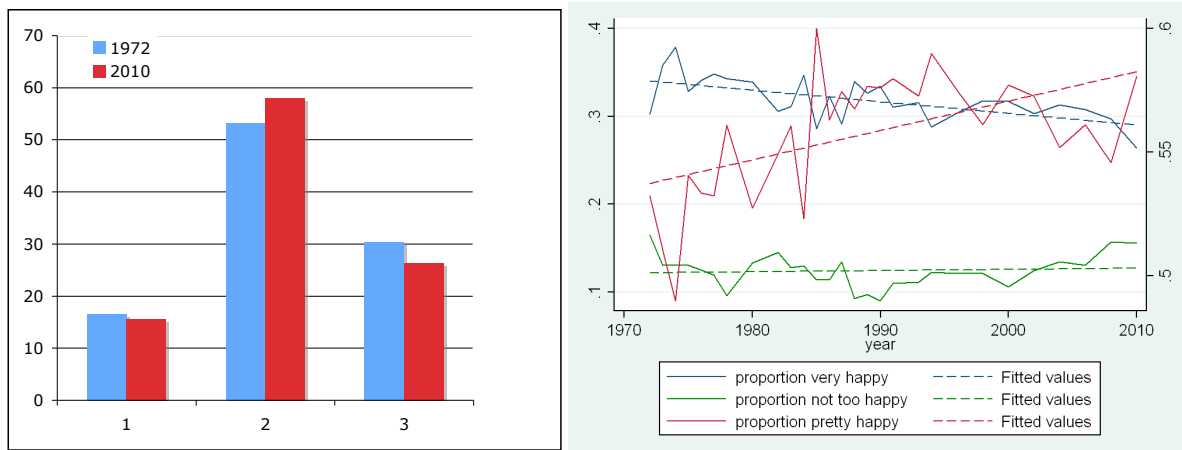 70
60
50
40
30
20
10
0
1972
2010
1 2 3
.4
.3
.2
.1
.6
.55
.5
1970 1980 1990 2000 2010
year
proportion very happy Fitted values
proportion not too happy Fitted values
proportion pretty happy Fitted values